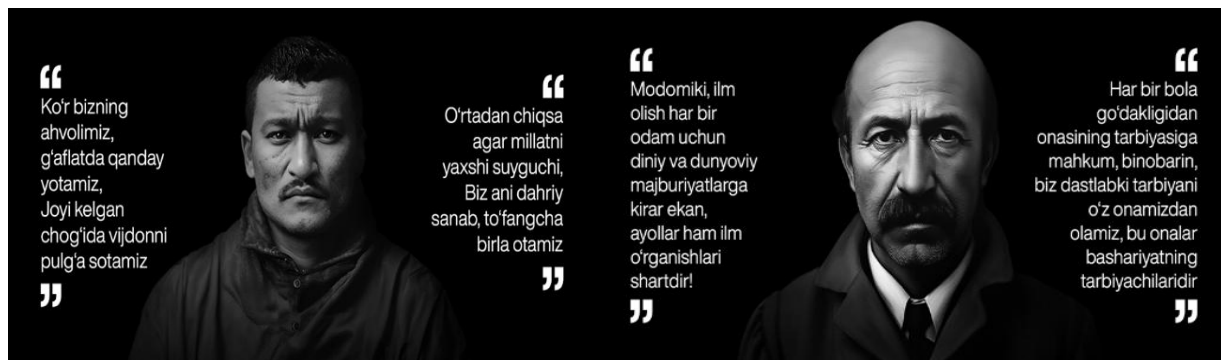 “
Ko‘r bizning
ahvolimiz,
g‘aflatda qanday
yotamiz,
Joyi kelgan
chog‘ida vijdonni
pulg‘a sotamiz
”
“
O‘rtadan chiqsa
agar millatni
yaxshi suyguchi,
Biz ani dahriy
sanab, to‘fangcha
birla otamiz
”
“
Modomiki, ilm
olish har bir
odam uchun
diniy va dunyoviy
majburiyatlarga
kirar ekan,
ayollar ham ilm
o‘rganishlari
shartdir!
”
“
Har bir bola
go‘dakligidan
onasining tarbiyasiga
mahkum, binobarin,
biz dastlabki tarbiyani
o‘z onamizdan
olamiz, bu onalar
bashariyatning
tarbiyachilaridir
”